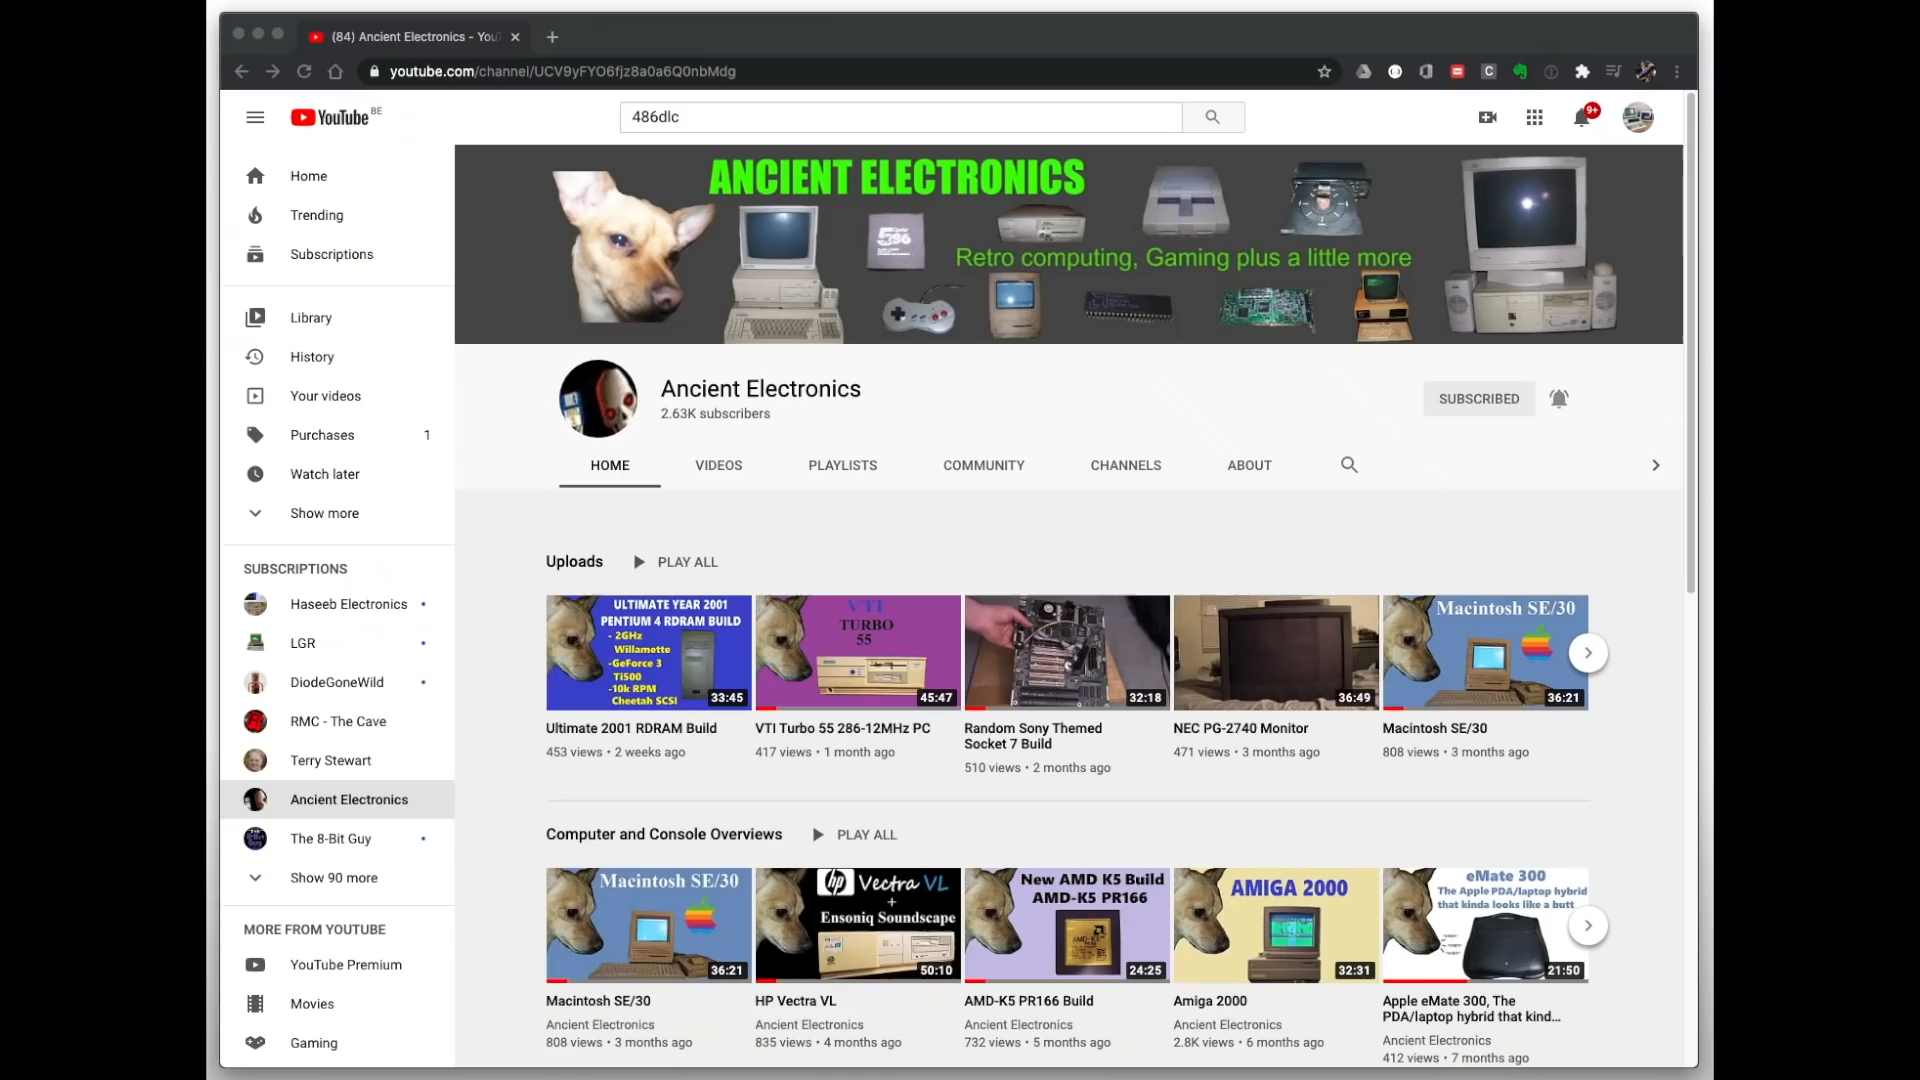 (84) Ancient Electronics - You
youtube.com/channel/UCV9yFYO6fjz8a0a6Q0nbMdg
YouTube BE
486dlc
9+
Home
Trending
Subscriptions
Library
History
Your videos
Purchases 1
Watch later
Show more
SUBSCRIPTIONS
Haseeb Electronics
LGR
DiodeGoneWild
RMC - The Cave
Terry Stewart
Ancient Electronics
The 8-Bit Guy
Show 90 more
MORE FROM YOUTUBE
YouTube Premium
Movies
Gaming
ANCIENT ELECTRONICS
Retro computing, Gaming plus a little more
Ancient Electronics
2.63K subscribers
SUBSCRIBED
HOME VIDEOS PLAYLISTS COMMUNITY CHANNELS ABOUT
Uploads PLAY ALL
ULTIMATE YEAR 2001
PENTIUM 4 RDRAM BUILD
- 2GHz
Willamette
-GeForce 3
Ti500
-10k RPM
Cheetah SCSI
33:45
Ultimate 2001 RDRAM Build
453 views • 2 weeks ago
VTI
TURBO
55
45:47
VTI Turbo 55 286-12MHz PC
417 views • 1 month ago
32:18
Random Sony Themed
Socket 7 Build
510 views • 2 months ago
36:49
NEC PG-2740 Monitor
471 views • 3 months ago
Macintosh SE/30
36:21
Macintosh SE/30
808 views • 3 months ago
Computer and Console Overviews PLAY ALL
Macintosh SE/30
36:21
Macintosh SE/30
Ancient Electronics
808 views • 3 months ago
hp Vectra VL
+
Ensoniq Soundscape
50:10
HP Vectra VL
Ancient Electronics
835 views • 4 months ago
New AMD K5 Build
AMD-K5 PR166
AMD-K5
24:25
AMD-K5 PR166 Build
Ancient Electronics
732 views • 5 months ago
AMIGA 2000
32:31
Amiga 2000
Ancient Electronics
2.8K views • 6 months ago
eMate 300
The Apple PDA/laptop hybrid
that kinda looks like a butt
21:50
Apple eMate 300, The
PDA/laptop hybrid that kind...
Ancient Electronics
412 views • 7 months ago